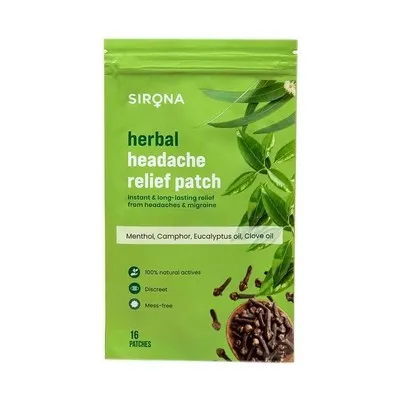 SIRONA
herbal
headache
relief patch
instant & long-lasting relief
from headaches & migraine
Menthol, Camphor, Eucalyptus oil, Clove oil
100% natural actives
Discreet
Mess-free
16
PATCHES